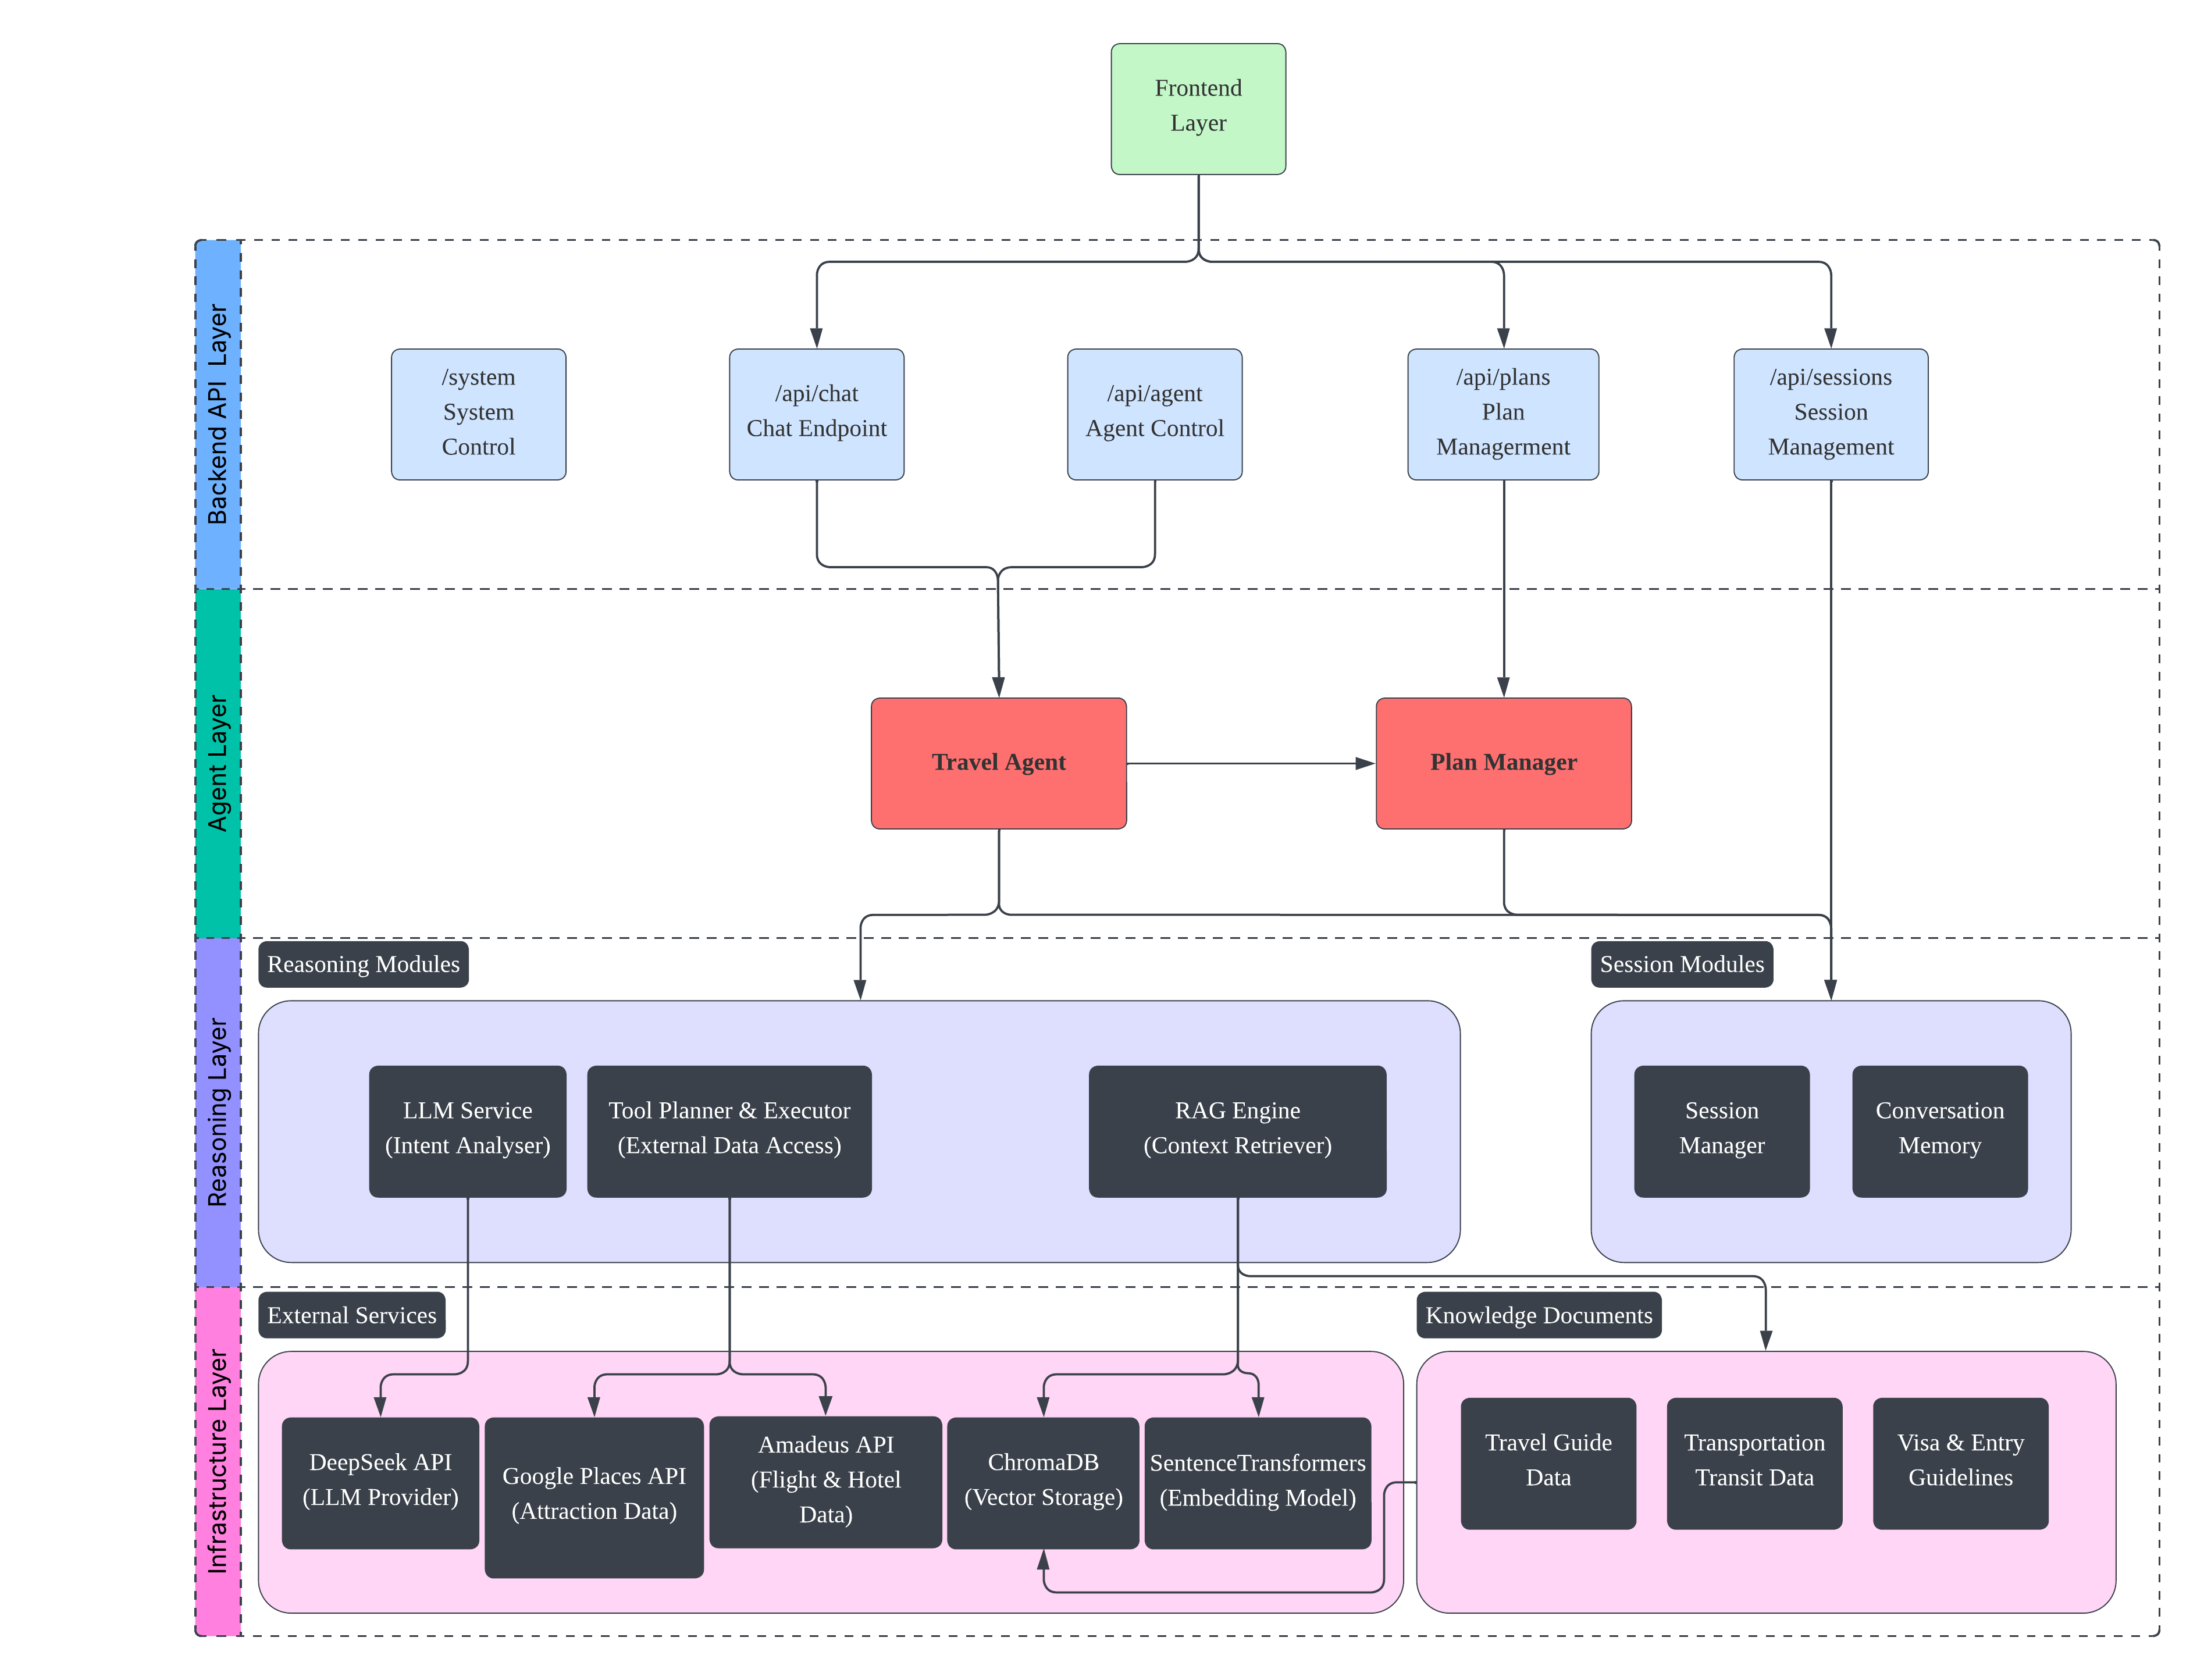 Frontend
Layer
Backend API  Layer
/system
System
Control
/api/chat
Chat Endpoint
/api/agent
Agent Control
/api/plans
Plan
Managerment
/api/sessions
Session
Management
Agent Layer
Travel Agent
Plan Manager
Reasoning Layer
Reasoning Modules
Session Modules
LLM Service
(Intent Analyser)
Tool Planner & Executor
(External Data Access)
RAG Engine
(Context Retriever)
Session
Manager
Conversation
Memory
Infrastructure Layer
External Services
Knowledge Documents
DeepSeek API
(LLM Provider)
Google Places API
(Attraction Data)
Amadeus API
(Flight & Hotel
Data)
ChromaDB
(Vector Storage)
SentenceTransformers
(Embedding Model)
Travel Guide
Data
Transportation
Transit Data
Visa & Entry
Guidelines